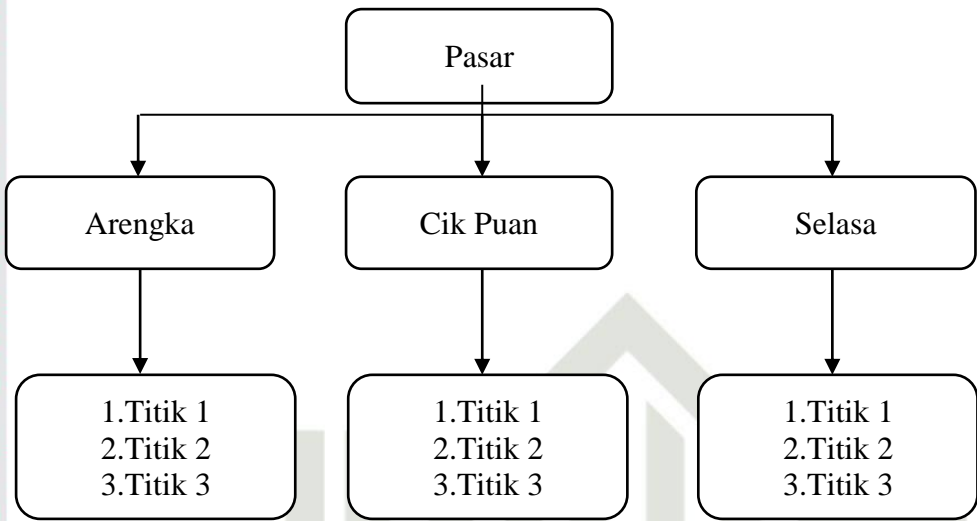 Pasar
Arengka
Cik Puan
Selasa
1.Titik 1
2.Titik 2
3.Titik 3
1.Titik 1
2.Titik 2
3.Titik 3
1.Titik 1
2.Titik 2
3.Titik 3